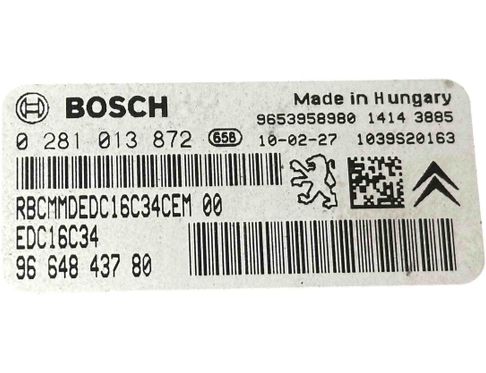 BOSCH
Made in Hungary
9653958980 1414 3885
0 281 013 872 658 10-02-27 1039S20163
RBCMMDEDC16C34CEM 00
EDC16C34
96 648 437 80